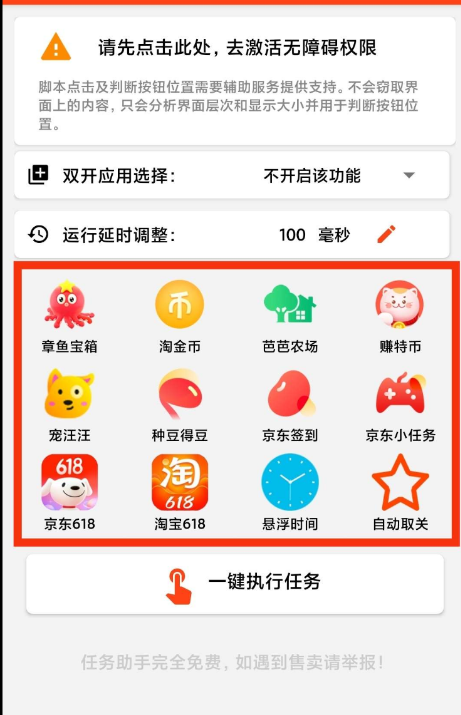 请先点击此处，去激活无障碍权限
脚本点击及判断按钮位置需要辅助服务提供支持。不会窃取界
面上的内容，只会分析界面层次和显示大小并用于判断按钮位
置。
双开应用选择： 不开启该功能
运行延时调整： 100 毫秒
币
章鱼宝箱 淘金币 芭芭农场 赚特币
宠汪汪 种豆得豆 京东签到 京东小任务
618 淘
618
京东618 淘宝618 悬浮时间 自动取关
一键执行任务
任务助手完全免费，如遇到售卖请举报！